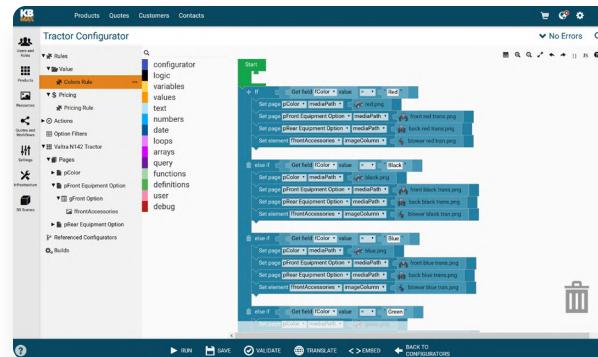 KB MAX
Products Quotes Customers Contacts
Tractor Configurator
No Errors
Users and Roles
Products
Resources
Quotes and Workflows
Settings
Infrastructure
3D Scenes
Rules
Value
Colors Rule
Pricing
Pricing Rule
Actions
Option Filters
Valtra N142 Tractor
Pages
pColor
pFront Equipment Option
gFront Option
fFrontAccessories
pRear Equipment Option
Referenced Configurators
Builds
configurator
logic
variables
values
text
numbers
date
loops
arrays
query
functions
definitions
user
debug
Start
If Get field fColor value = " Red "
Set page pColor mediaPath red.png
Set page pFront Equipment Option mediaPath front red trans.png
Set page pRear Equipment Option mediaPath back red trans.png
Set element fFrontAccessories imageColumn blower red tran.png
else if Get field fColor value = " Black "
Set page pColor mediaPath black.png
Set page pFront Equipment Option mediaPath front black trans.png
Set page pRear Equipment Option mediaPath back black trans.png
Set element fFrontAccessories imageColumn blower black tran.png
else if Get field fColor value = " Blue "
Set page pColor mediaPath blue.png
Set page pFront Equipment Option mediaPath front blue trans.png
Set page pRear Equipment Option mediaPath back blue trans.png
Set element fFrontAccessories imageColumn blower blue tran.png
else if Get field fColor value = " Green "
Set page pColor mediaPath green.png
RUN SAVE VALIDATE TRANSLATE <> EMBED BACK TO CONFIGURATORS